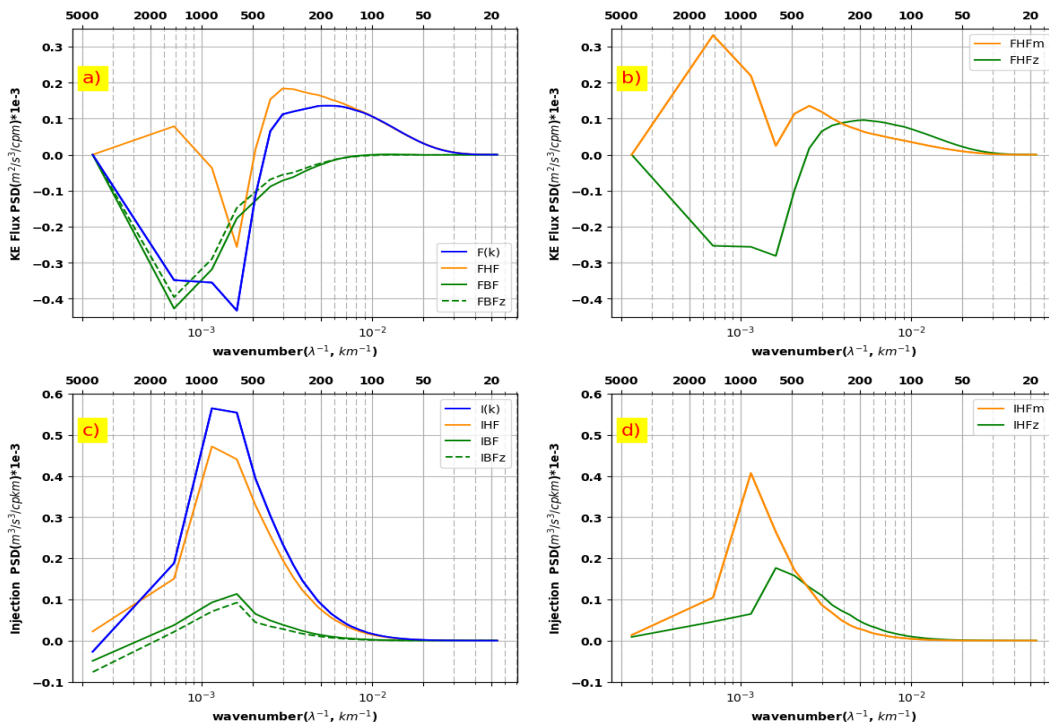 5000 2000 1000 500 200 100 50 20
a)
0.3
0.2
0.1
0.0
−0.1
−0.2
−0.3
−0.4
KE Flux PSD(m²/s³/cpm)*1e-3
F(k)
FHF
FBF
FBFz
10⁻³ 10⁻²
wavenumber(λ⁻¹, km⁻¹)
5000 2000 1000 500 200 100 50 20
b)
0.3
0.2
0.1
0.0
−0.1
−0.2
−0.3
−0.4
KE Flux PSD(m²/s³/cpm)*1e-3
FHFm
FHFz
10⁻³ 10⁻²
wavenumber(λ⁻¹, km⁻¹)
5000 2000 1000 500 200 100 50 20
c)
0.6
0.5
0.4
0.3
0.2
0.1
0.0
−0.1
Injection PSD(m³/s³/cpkm)*1e-3
I(k)
IHF
IBF
IBFz
10⁻³ 10⁻²
wavenumber(λ⁻¹, km⁻¹)
5000 2000 1000 500 200 100 50 20
d)
0.6
0.5
0.4
0.3
0.2
0.1
0.0
−0.1
Injection PSD(m³/s³/cpkm)*1e-3
IHFm
IHFz
10⁻³ 10⁻²
wavenumber(λ⁻¹, km⁻¹)